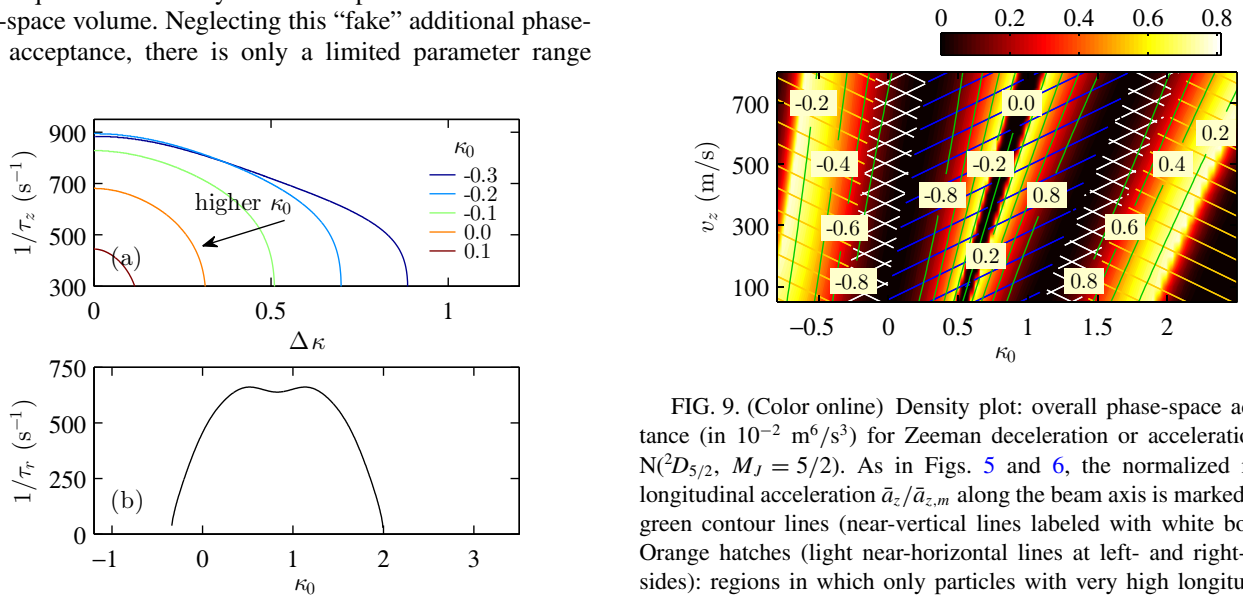 -space volume. Neglecting this “fake” additional phase-
acceptance, there is only a limited parameter range
900
700
500
300
1/τz (s−1)
0
0.5
1
Δκ
κ0
-0.3
-0.2
-0.1
0.0
0.1
higher κ0
(a)
750
500
250
0
1/τr (s−1)
(b)
−1
0
1
2
3
κ0
0
0.2
0.4
0.6
0.8
700
500
300
100
vz (m/s)
-0.2
0.0
0.2
-0.4
-0.2
0.4
-0.8
0.8
-0.6
0.6
0.2
-0.8
0.8
−0.5
0
0.5
1
1.5
2
κ0
FIG. 9. (Color online) Density plot: overall phase-space ac
tance (in 10−2 m6/s3) for Zeeman deceleration or acceleratio
N(2D5/2, MJ = 5/2). As in Figs. 5 and 6, the normalized
longitudinal acceleration āz/āz,m along the beam axis is marked
green contour lines (near-vertical lines labeled with white bo
Orange hatches (light near-horizontal lines at left- and right-
sides): regions in which only particles with very high longitu